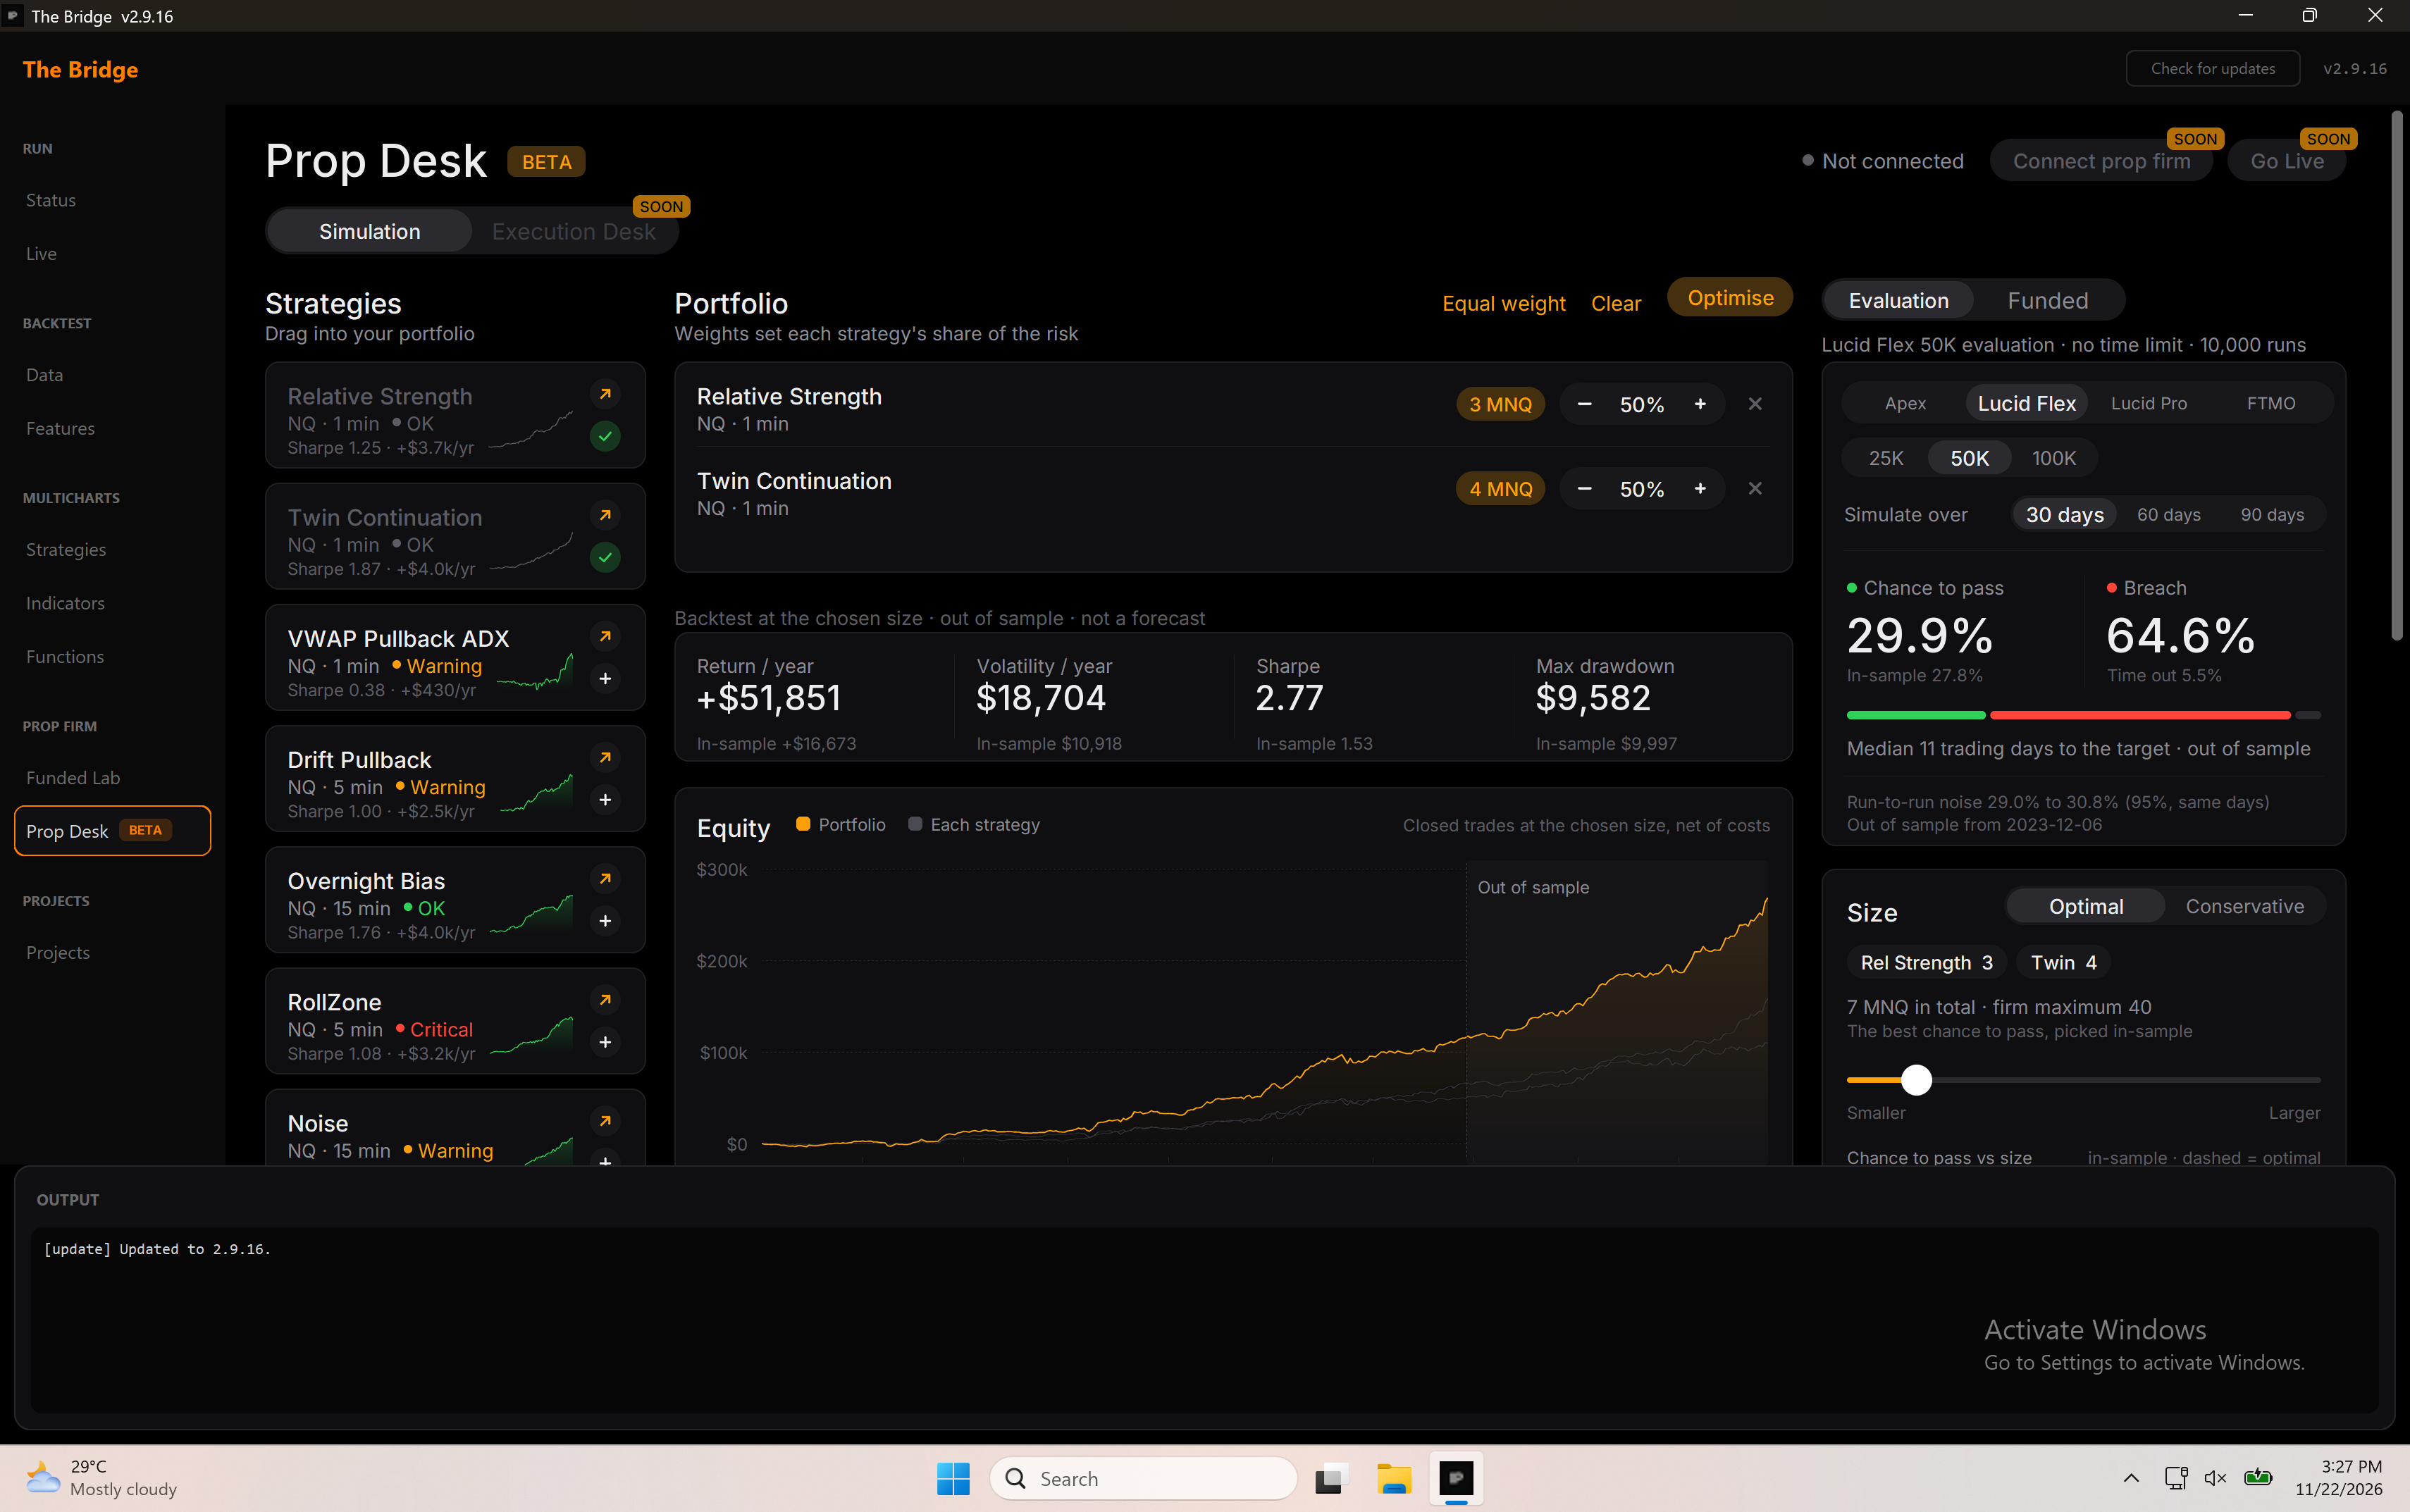 The Bridge v2.9.16
The Bridge
Check for updates
v2.9.16
RUN
Status
Live
BACKTEST
Data
Features
MULTICHARTS
Strategies
Indicators
Functions
PROP FIRM
Funded Lab
Prop Desk BETA
PROJECTS
Projects
Prop Desk BETA
Not connected
Connect prop firm SOON
Go Live SOON
Simulation
Execution Desk SOON
Strategies
Drag into your portfolio
Relative Strength
NQ · 1 min OK
Sharpe 1.25 · +$3.7k/yr
Twin Continuation
NQ · 1 min OK
Sharpe 1.87 · +$4.0k/yr
VWAP Pullback ADX
NQ · 1 min Warning
Sharpe 0.38 · +$430/yr
Drift Pullback
NQ · 5 min Warning
Sharpe 1.00 · +$2.5k/yr
Overnight Bias
NQ · 15 min OK
Sharpe 1.76 · +$4.0k/yr
RollZone
NQ · 5 min Critical
Sharpe 1.08 · +$3.2k/yr
Noise
NQ · 15 min Warning
Portfolio
Weights set each strategy's share of the risk
Equal weight
Clear
Optimise
Relative Strength
NQ · 1 min
3 MNQ
− 50% + ×
Twin Continuation
NQ · 1 min
4 MNQ
− 50% + ×
Backtest at the chosen size · out of sample · not a forecast
Return / year
+$51,851
In-sample +$16,673
Volatility / year
$18,704
In-sample $10,918
Sharpe
2.77
In-sample 1.53
Max drawdown
$9,582
In-sample $9,997
Equity
Portfolio
Each strategy
Closed trades at the chosen size, net of costs
$300k
$200k
$100k
$0
Out of sample
Evaluation
Funded
Lucid Flex 50K evaluation · no time limit · 10,000 runs
Apex
Lucid Flex
Lucid Pro
FTMO
25K
50K
100K
Simulate over
30 days
60 days
90 days
Chance to pass
29.9%
In-sample 27.8%
Breach
64.6%
Time out 5.5%
Median 11 trading days to the target · out of sample
Run-to-run noise 29.0% to 30.8% (95%, same days)
Out of sample from 2023-12-06
Size
Optimal
Conservative
Rel Strength 3
Twin 4
7 MNQ in total · firm maximum 40
The best chance to pass, picked in-sample
Smaller
Larger
Chance to pass vs size
in-sample · dashed = optimal
OUTPUT
[update] Updated to 2.9.16.
Activate Windows
Go to Settings to activate Windows.
29°C
Mostly cloudy
Search
3:27 PM
11/22/2026